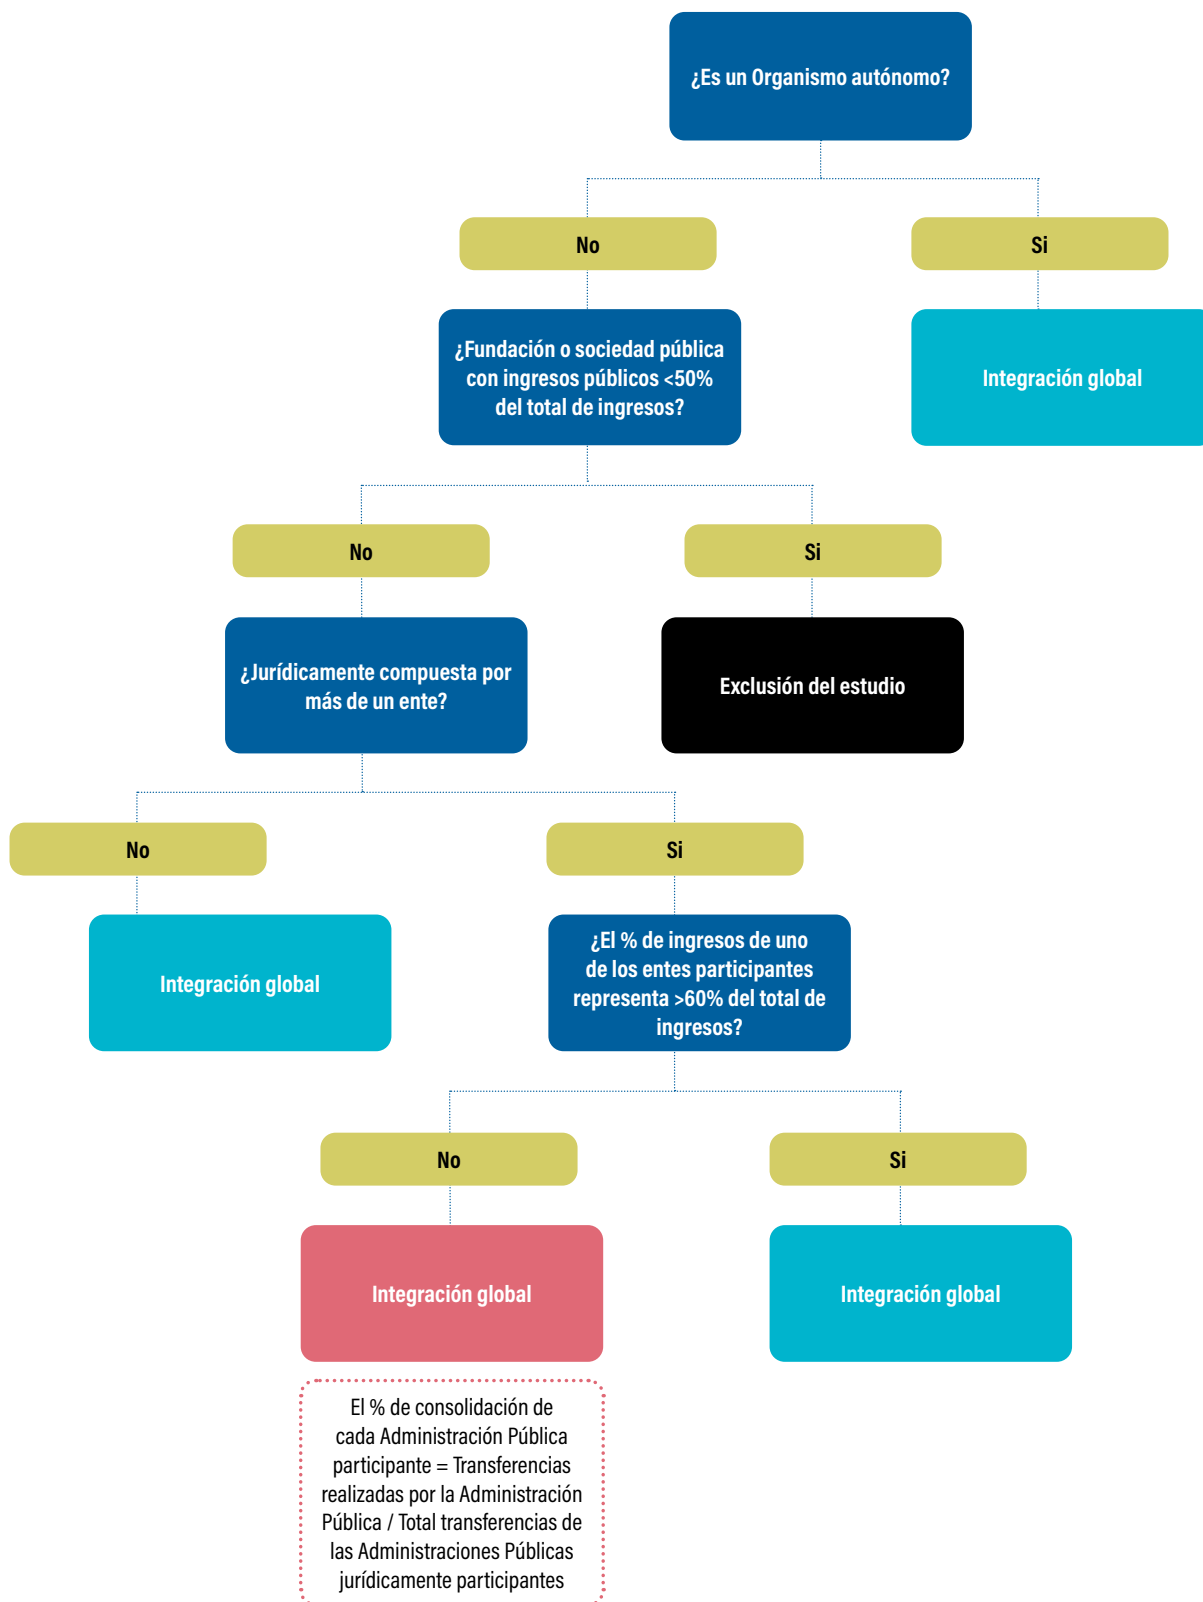 ¿Es un Organismo autónomo?
No
Si
¿Fundación o sociedad pública
con ingresos públicos <50%
del total de ingresos?
Integración global
No
Si
¿Jurídicamente compuesta por
más de un ente?
Exclusión del estudio
No
Si
Integración global
¿El % de ingresos de uno
de los entes participantes
representa >60% del total de
ingresos?
No
Si
Integración global
Integración global
El % de consolidación de
cada Administración Pública
participante = Transferencias
realizadas por la Administración
Pública / Total transferencias de
las Administraciones Públicas
jurídicamente participantes